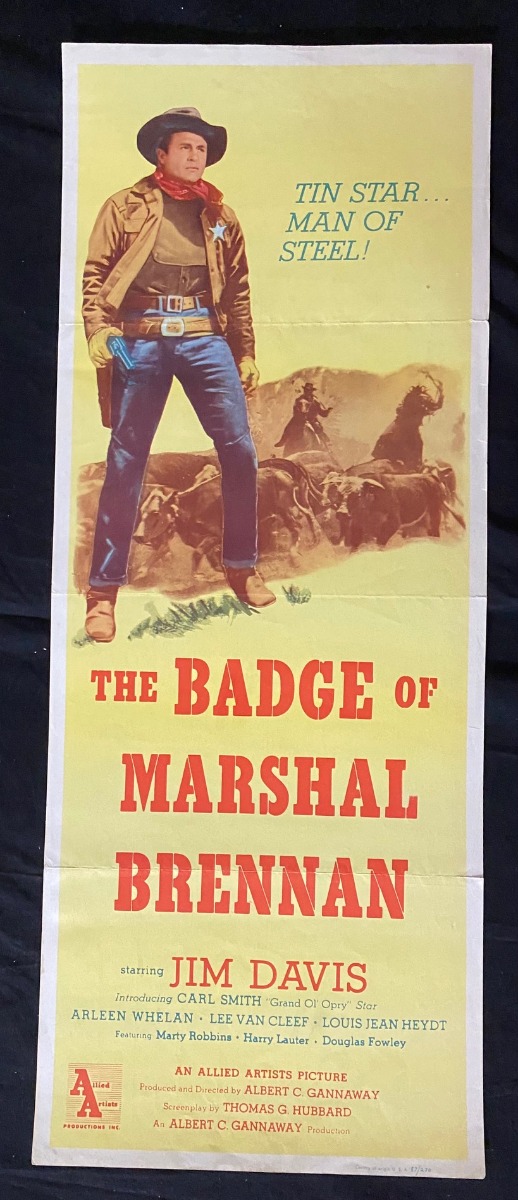 TIN STAR...
MAN OF
STEEL!
THE BADGE OF
MARSHAL
BRENNAN
starring JIM DAVIS
Introducing CARL SMITH "Grand Ol' Opry" Star
ARLEEN WHELAN · LEE VAN CLEEF · LOUIS JEAN HEYDT
Featuring Marty Robbins · Harry Lauter · Douglas Fowley
Allied
Artists
PRODUCTIONS INC.
AN ALLIED ARTISTS PICTURE
Produced and Directed by ALBERT C. GANNAWAY
Screenplay by THOMAS G. HUBBARD
An ALBERT C. GANNAWAY Production
57/250